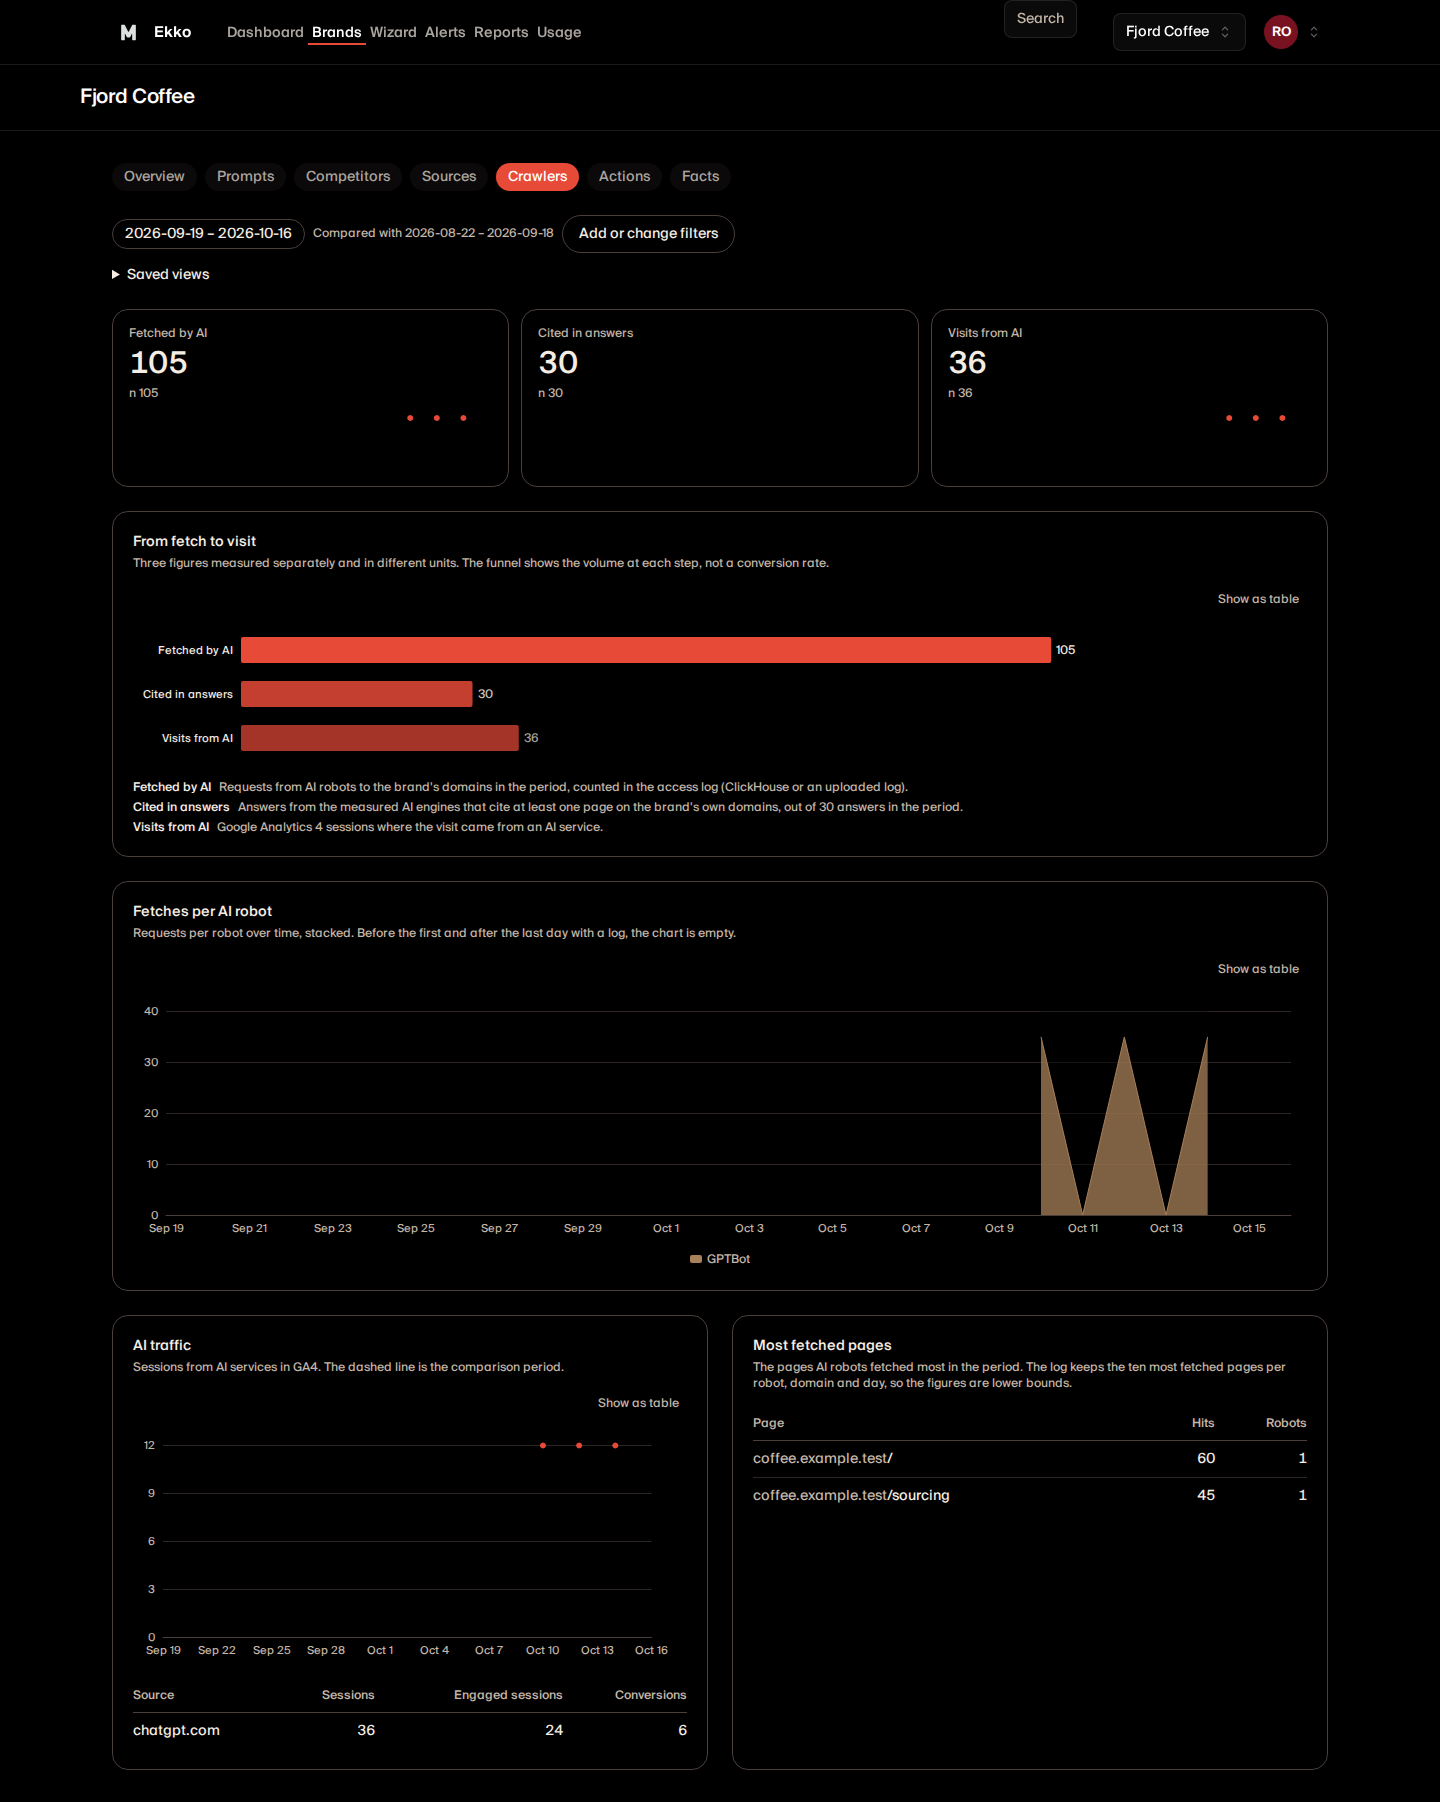 Ekko
Dashboard Brands Wizard Alerts Reports Usage
Search
Fjord Coffee
RO
Fjord Coffee
Overview Prompts Competitors Sources Crawlers Actions Facts
2026-09-19 – 2026-10-16 Compared with 2026-08-22 – 2026-09-18 Add or change filters
Saved views
Fetched by AI
105
n 105
Cited in answers
30
n 30
Visits from AI
36
n 36
From fetch to visit
Three figures measured separately and in different units. The funnel shows the volume at each step, not a conversion rate.
Show as table
Fetched by AI 105
Cited in answers 30
Visits from AI 36
Fetched by AI Requests from AI robots to the brand's domains in the period, counted in the access log (ClickHouse or an uploaded log).
Cited in answers Answers from the measured AI engines that cite at least one page on the brand's own domains, out of 30 answers in the period.
Visits from AI Google Analytics 4 sessions where the visit came from an AI service.
Fetches per AI robot
Requests per robot over time, stacked. Before the first and after the last day with a log, the chart is empty.
Show as table
40
30
20
10
0
Sep 19 Sep 21 Sep 23 Sep 25 Sep 27 Sep 29 Oct 1 Oct 3 Oct 5 Oct 7 Oct 9 Oct 11 Oct 13 Oct 15
GPTBot
AI traffic
Sessions from AI services in GA4. The dashed line is the comparison period.
Show as table
12
9
6
3
0
Sep 19 Sep 22 Sep 25 Sep 28 Oct 1 Oct 4 Oct 7 Oct 10 Oct 13 Oct 16
Source Sessions Engaged sessions Conversions
chatgpt.com 36 24 6
Most fetched pages
The pages AI robots fetched most in the period. The log keeps the ten most fetched pages per
robot, domain and day, so the figures are lower bounds.
Page Hits Robots
coffee.example.test/ 60 1
coffee.example.test/sourcing 45 1